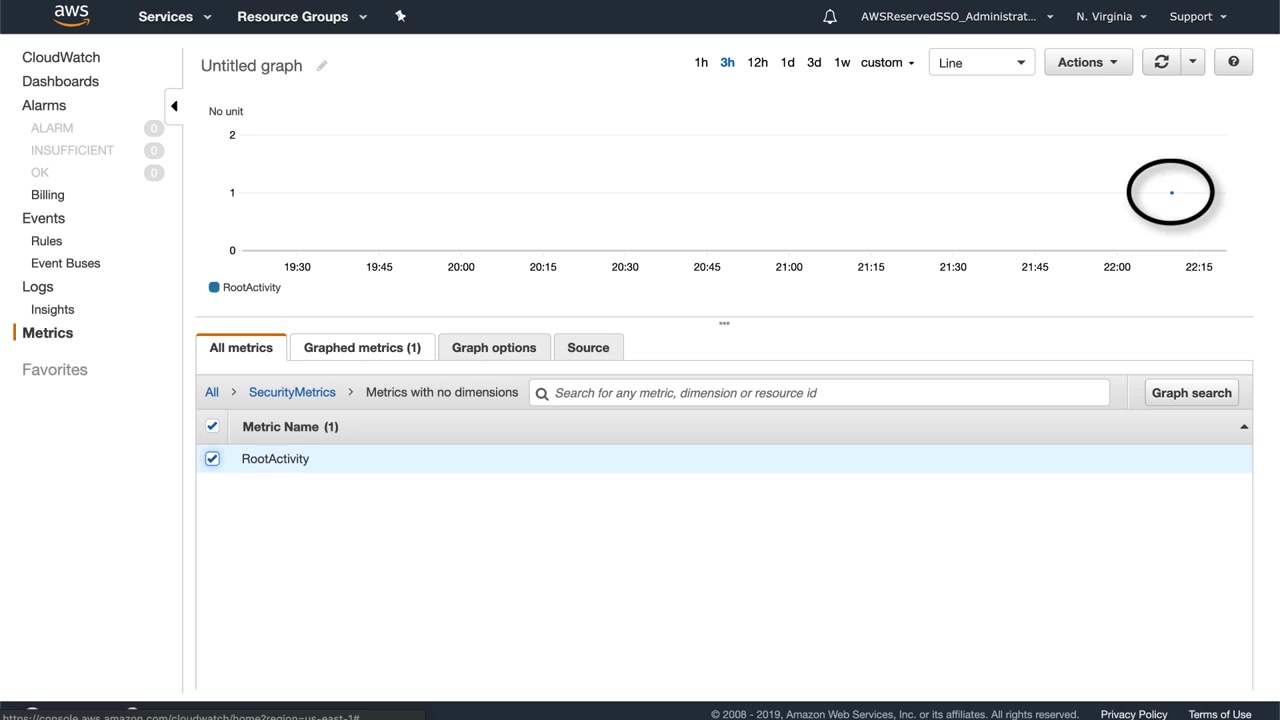 aws Services Resource Groups AWSReservedSSO_Administrat... N. Virginia Support
CloudWatch
Dashboards
Alarms
ALARM 0
INSUFFICIENT 0
OK 0
Billing
Events
Rules
Event Buses
Logs
Insights
Metrics
Favorites
Untitled graph
1h 3h 12h 1d 3d 1w custom Line Actions ?
No unit
2
1
0
19:30 19:45 20:00 20:15 20:30 20:45 21:00 21:15 21:30 21:45 22:00 22:15
RootActivity
All metrics Graphed metrics (1) Graph options Source
All > SecurityMetrics > Metrics with no dimensions Search for any metric, dimension or resource id Graph search
Metric Name (1)
RootActivity
https://console.aws.amazon.com/cloudwatch/home?region=us-east-1#
© 2008 - 2019, Amazon Web Services, Inc. or its affiliates. All rights reserved. Privacy Policy Terms of Use